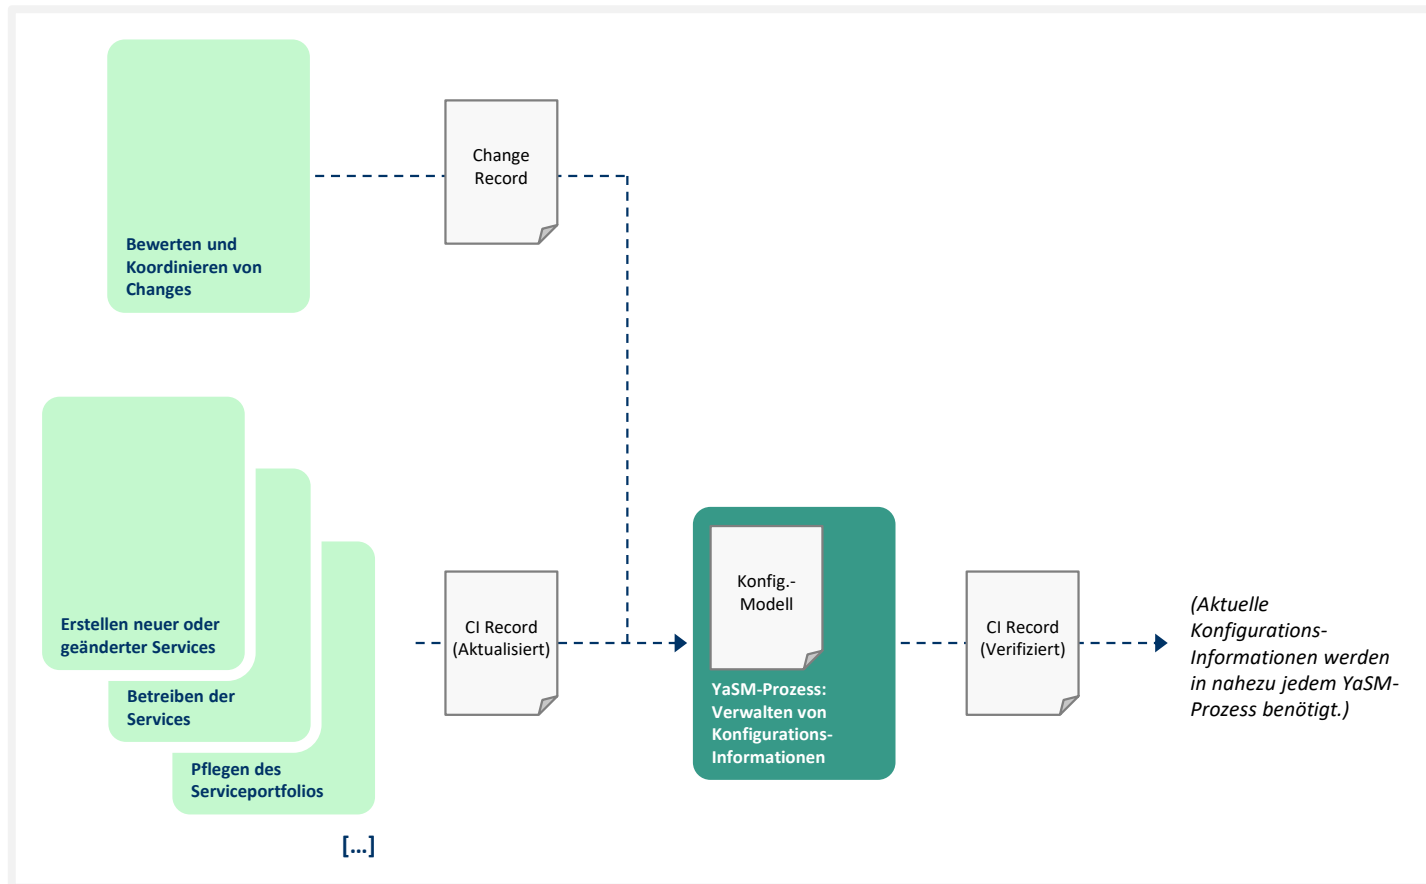 Change
Record
Bewerten und
Koordinieren von
Changes
Erstellen neuer oder
geänderter Services
Betreiben der
Services
Pflegen des
Serviceportfolios
[...]
CI Record
(Aktualisiert)
Konfig.-
Modell
YaSM-Prozess:
Verwalten von
Konfigurations-
Informationen
CI Record
(Verifiziert)
(Aktuelle
Konfigurations-
Informationen werden
in nahezu jedem YaSM-
Prozess benötigt.)